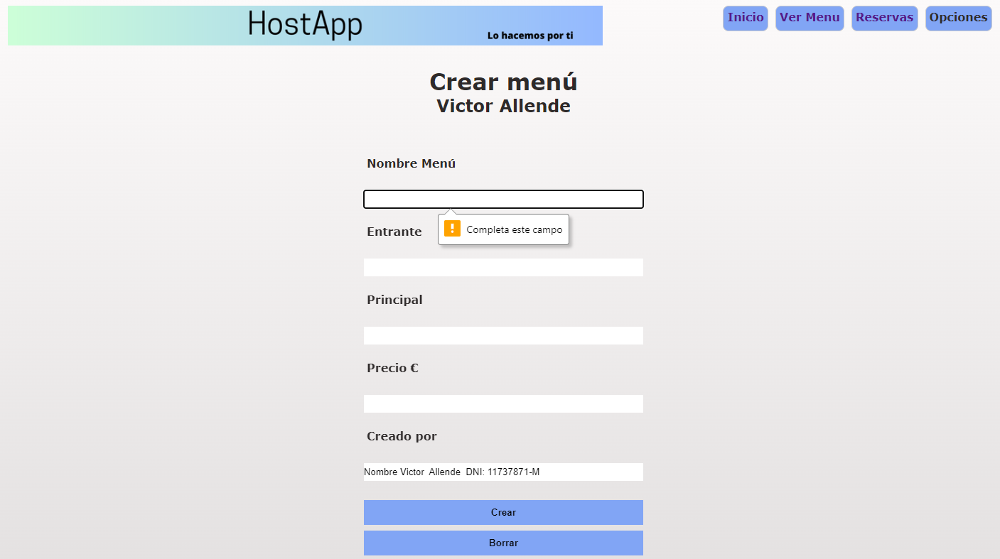 HostApp
Lo hacemos por ti
Inicio Ver Menu Reservas Opciones
Crear menú
Victor Allende
Nombre Menú
Completa este campo
Entrante
Principal
Precio €
Creado por
Nombre Victor Allende DNI: 11737871-M
Crear
Borrar